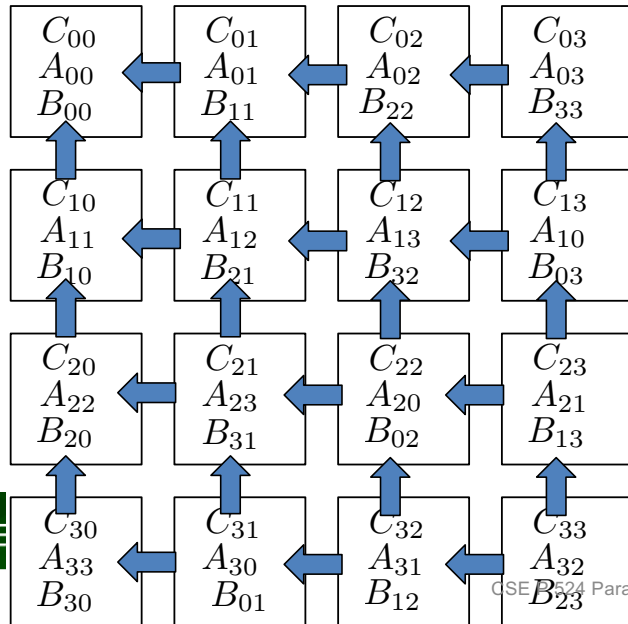 C₀₀ C₀₁ C₀₂ C₀₃
A₀₀ A₀₁ A₀₂ A₀₃
B₀₀ B₁₁ B₂₂ B₃₃
C₁₀ C₁₁ C₁₂ C₁₃
A₁₁ A₁₂ A₁₃ A₁₀
B₁₀ B₂₁ B₃₂ B₀₃
C₂₀ C₂₁ C₂₂ C₂₃
A₂₂ A₂₃ A₂₀ A₂₁
B₂₀ B₃₁ B₀₂ B₁₃
C₃₀ C₃₁ C₃₂ C₃₃
A₃₃ A₃₀ A₃₁ A₃₂
B₃₀ B₀₁ B₁₂ B₂₃
CSE P 524 Para